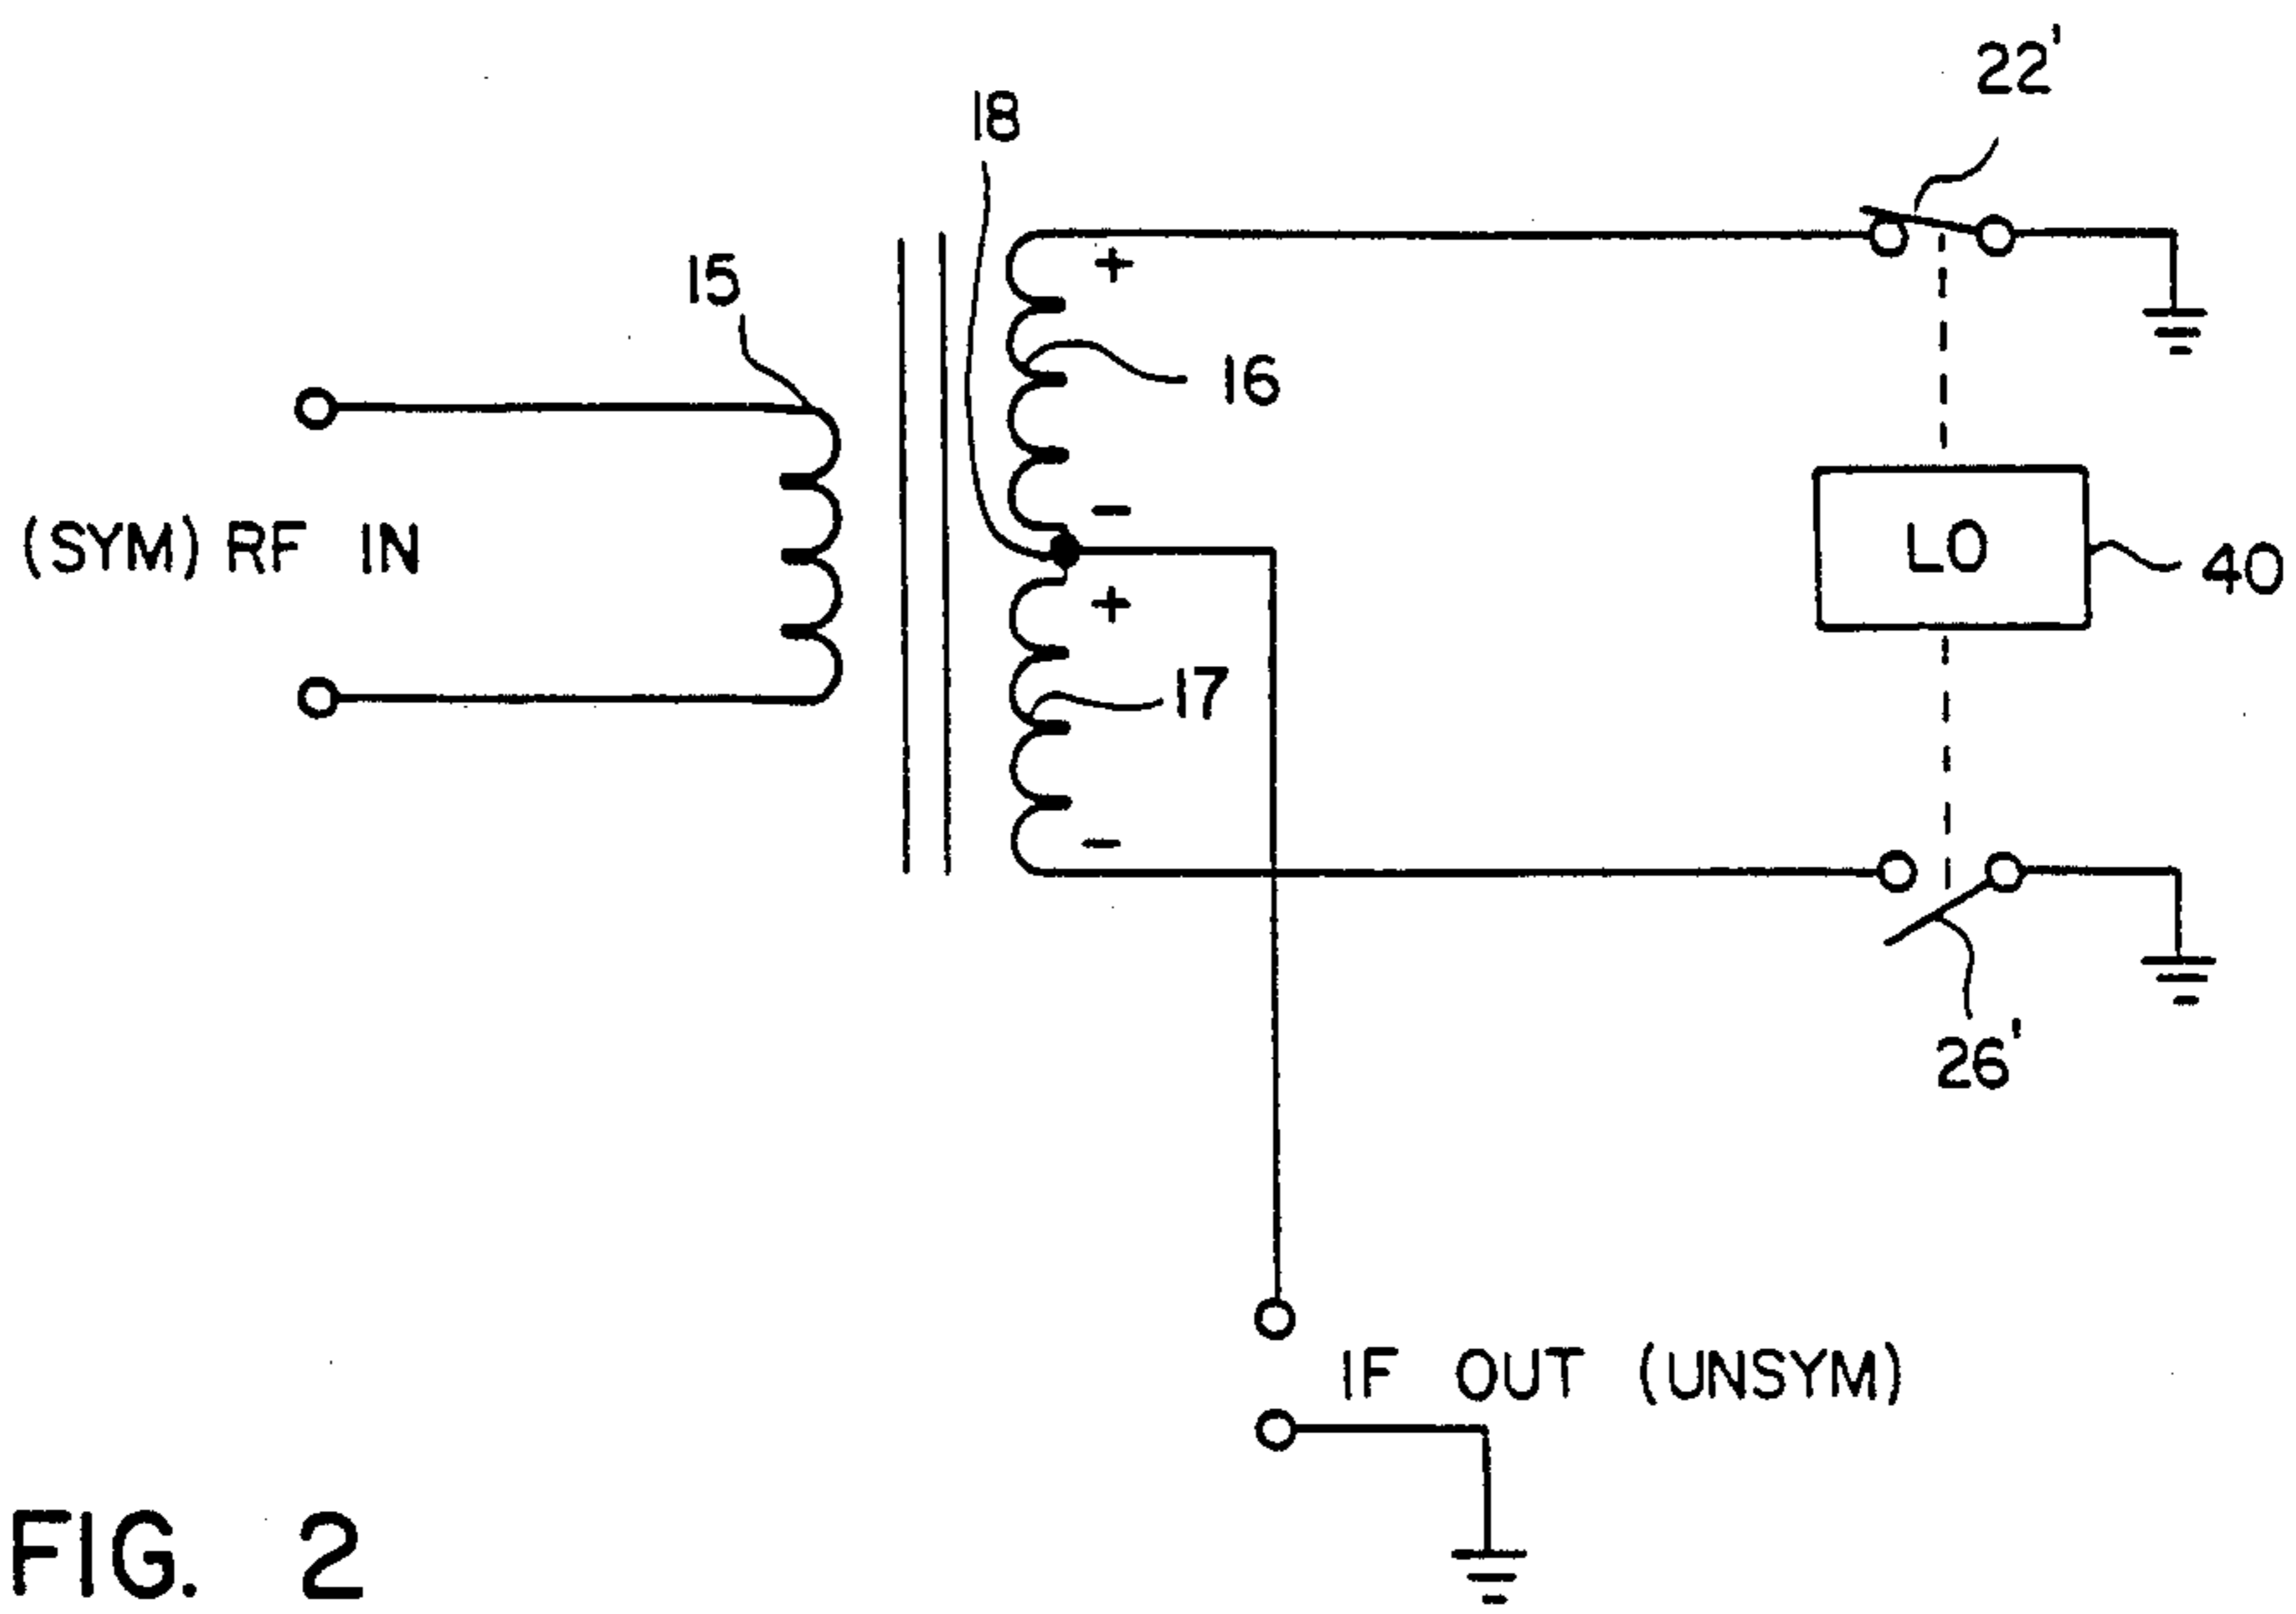 22'
18
15
+
16
-
LO
40
(SYM) RF IN
+
17
-
26'
IF OUT (UNSYM)
FIG. 2